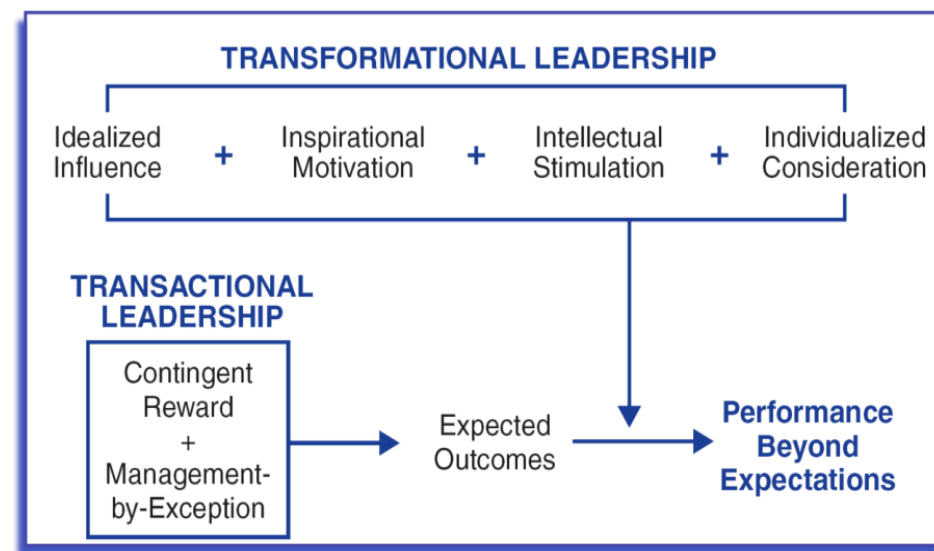 TRANSFORMATIONAL LEADERSHIP
Idealized
Influence
+
Inspirational
Motivation
+
Intellectual
Stimulation
+
Individualized
Consideration
TRANSACTIONAL
LEADERSHIP
Contingent
Reward
+
Management-
by-Exception
Expected
Outcomes
Performance
Beyond
Expectations